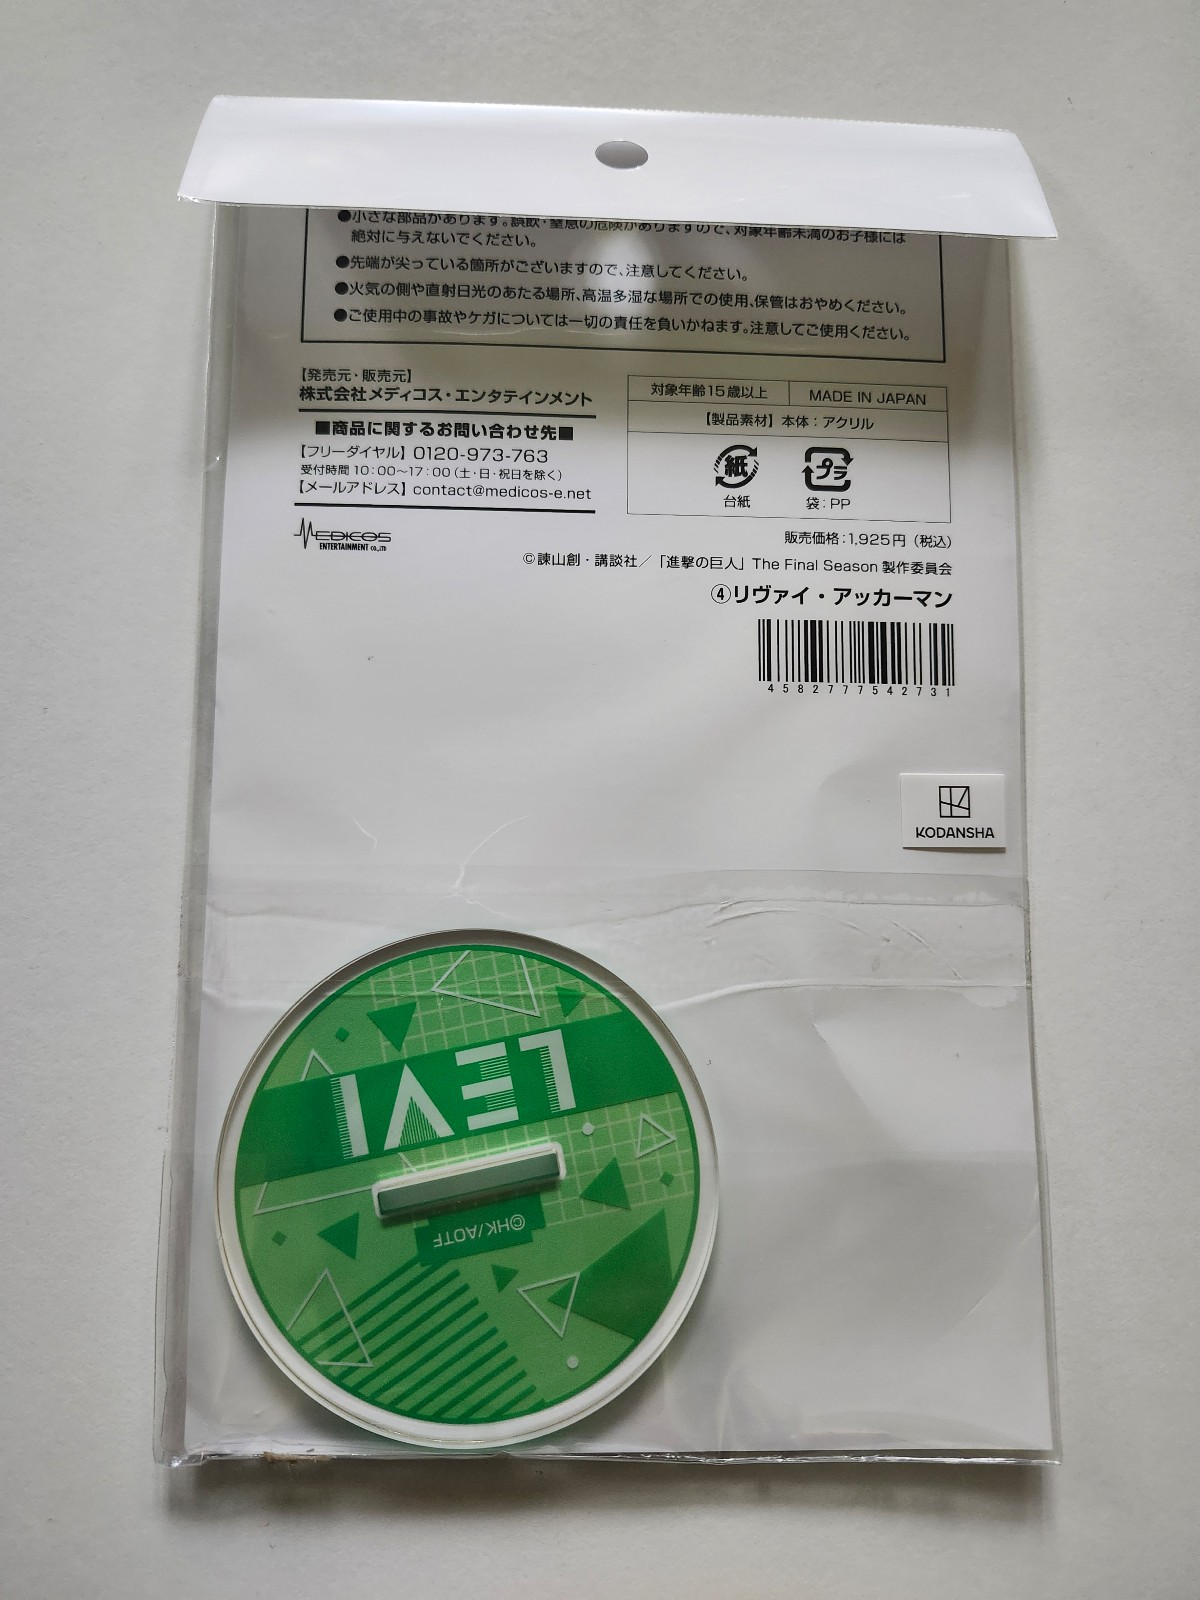 ●小さな部品があります。誤飲・窒息の危険がありますので、対象年齢未満のお子様には
絶対に与えないでください。
●先端が尖っている箇所がございますので、注意してください。
●火気の側や直射日光のあたる場所、高温多湿な場所での使用、保管はおやめください。
●ご使用中の事故やケガについては一切の責任を負いかねます。注意してご使用ください。
【発売元・販売元】
株式会社メディコス・エンタテインメント
■商品に関するお問い合わせ先■
【フリーダイヤル】0120-973-763
受付時間10:00〜17:00(土・日・祝日を除く)
【メールアドレス】contact@medicos-e.net
MEDICOS
ENTERTAINMENT CO.,LTD
対象年齢15歳以上 MADE IN JAPAN
【製品素材】本体:アクリル
紙 プラ
台紙 袋:PP
販売価格:1,925円(税込)
©諫山創・講談社/「進撃の巨人」The Final Season 製作委員会
④リヴァイ・アッカーマン
4582777542731
KODANSHA
LEVI
©HK/AOTF